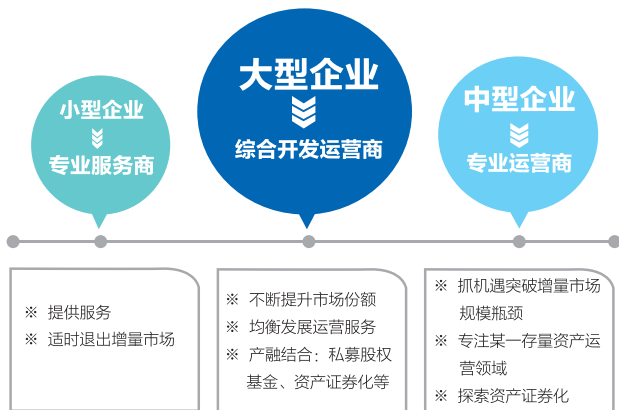 小型企业
专业服务商
大型企业
综合开发运营商
中型企业
专业运营商
※ 提供服务
※ 适时退出增量市场
※ 不断提升市场份额
※ 均衡发展运营服务
※ 产融结合：私募股权
基金、资产证券化等
※ 抓机遇突破增量市场
规模瓶颈
※ 专注某一存量资产运
营领域
※ 探索资产证券化